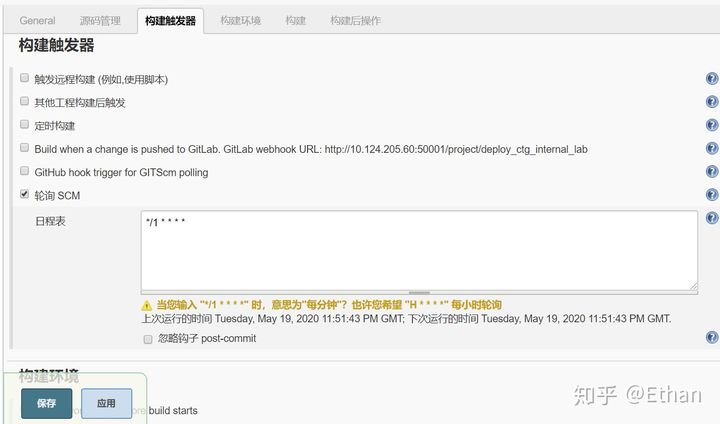 General 源码管理 构建触发器 构建环境 构建 构建后操作
构建触发器
触发远程构建 (例如,使用脚本)
其他工程构建后触发
定时构建
Build when a change is pushed to GitLab. GitLab webhook URL: http://10.124.205.60:50001/project/deploy_ctg_internal_lab
GitHub hook trigger for GITScm polling
轮询 SCM
日程表
*/1 * * * *
当您输入 "*/1 * * * *" 时，意思为"每分钟"？也许您希望 "H * * * *" 每小时轮询
上次运行的时间 Tuesday, May 19, 2020 11:51:43 PM GMT; 下次运行的时间 Tuesday, May 19, 2020 11:51:43 PM GMT.
忽略钩子 post-commit
构建环境
保存 应用
build starts
知乎 @Ethan